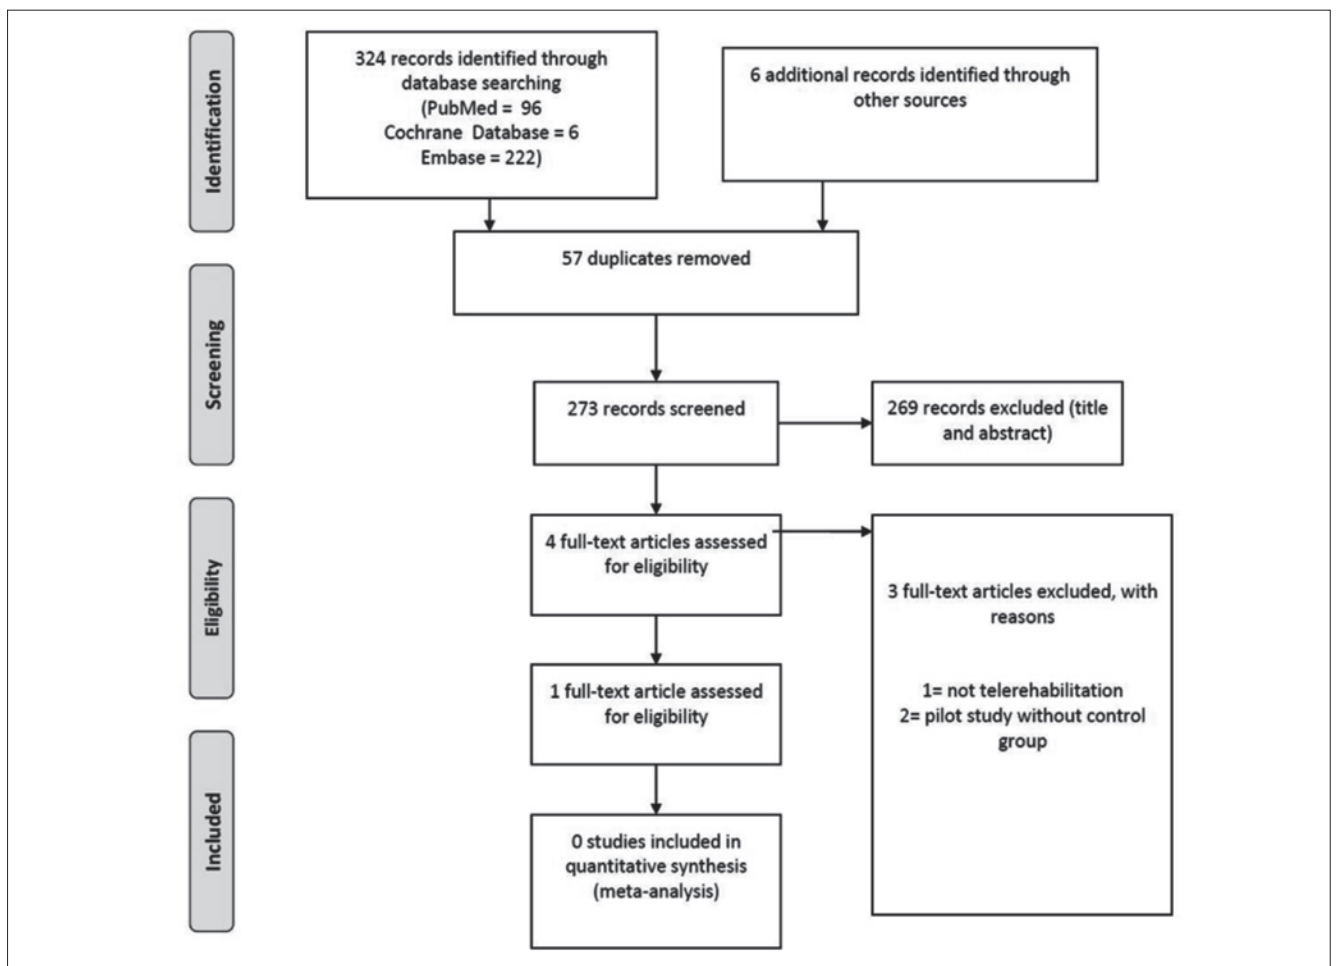 Identification
324 records identified through
database searching
(PubMed = 96
Cochrane Database = 6
Embase = 222)
6 additional records identified through
other sources
57 duplicates removed
Screening
273 records screened
269 records excluded (title
and abstract)
Eligibility
4 full-text articles assessed
for eligibility
3 full-text articles excluded, with
reasons
1= not telerehabilitation
2= pilot study without control
group
1 full-text article assessed
for eligibility
Included
0 studies included in
quantitative synthesis
(meta-analysis)